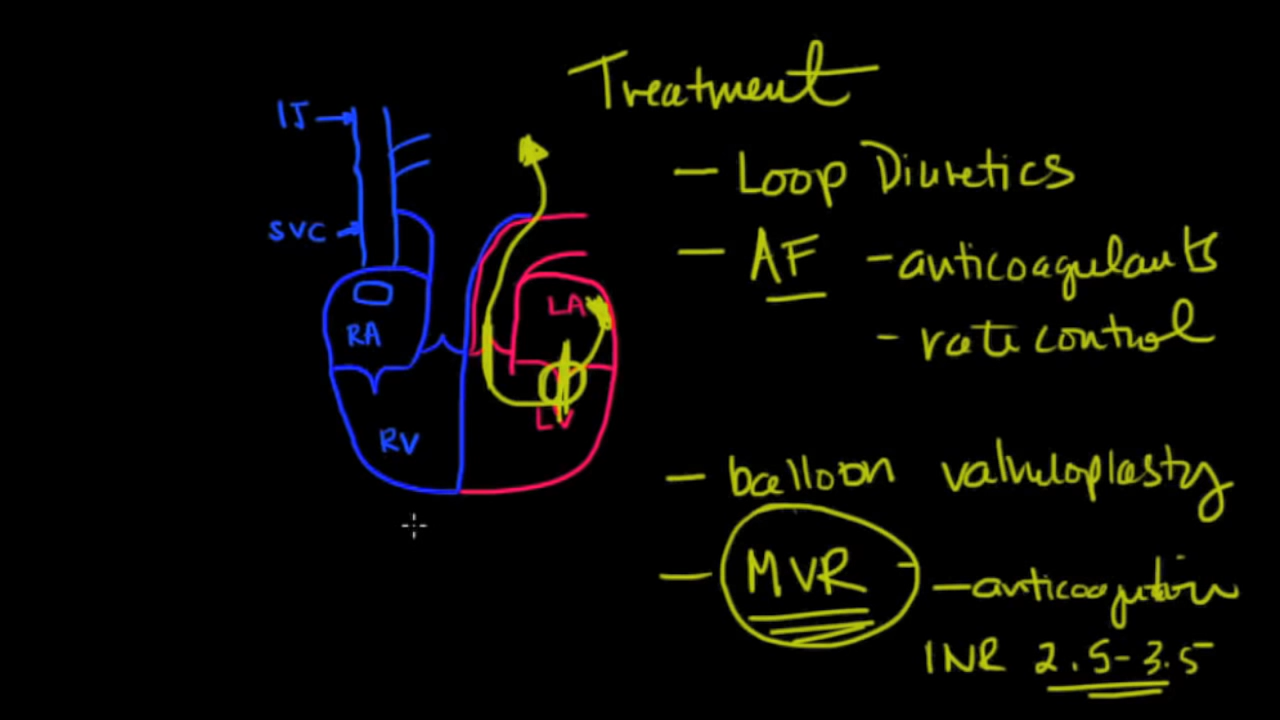 Treatment
IJ
- Loop Diuretics
SVC
- AF - anticoagulants
LA
RA
- rate control
LV
RV
- balloon valvuloplasty
- MVR - anticoagution
INR 2.5-3.5